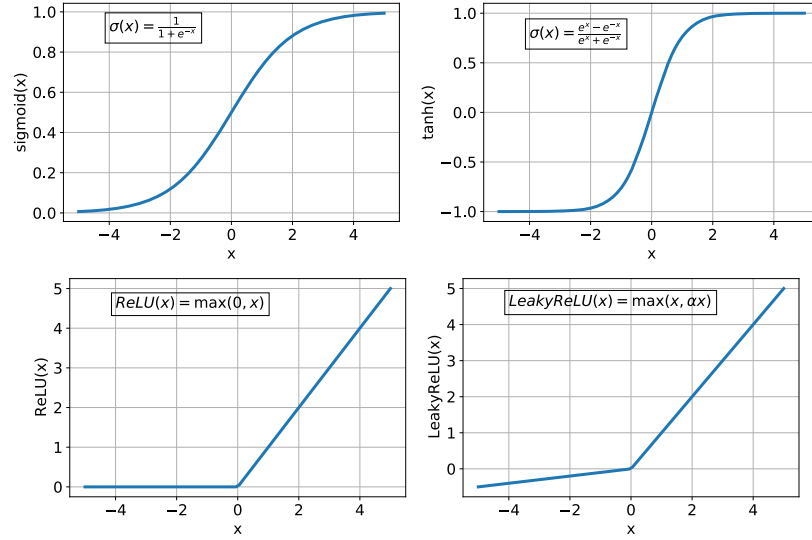 σ(x) = 1/(1 + e^{-x})
1.0
0.8
0.6
0.4
0.2
0.0
sigmoid(x)
−4 −2 0 2 4
x
σ(x) = (e^x − e^{-x})/(e^x + e^{-x})
1.0
0.5
0.0
−0.5
−1.0
tanh(x)
−4 −2 0 2 4
x
ReLU(x) = max(0, x)
5
4
3
2
1
0
ReLU(x)
−4 −2 0 2 4
x
LeakyReLU(x) = max(x, αx)
5
4
3
2
1
0
LeakyReLU(x)
−4 −2 0 2 4
x